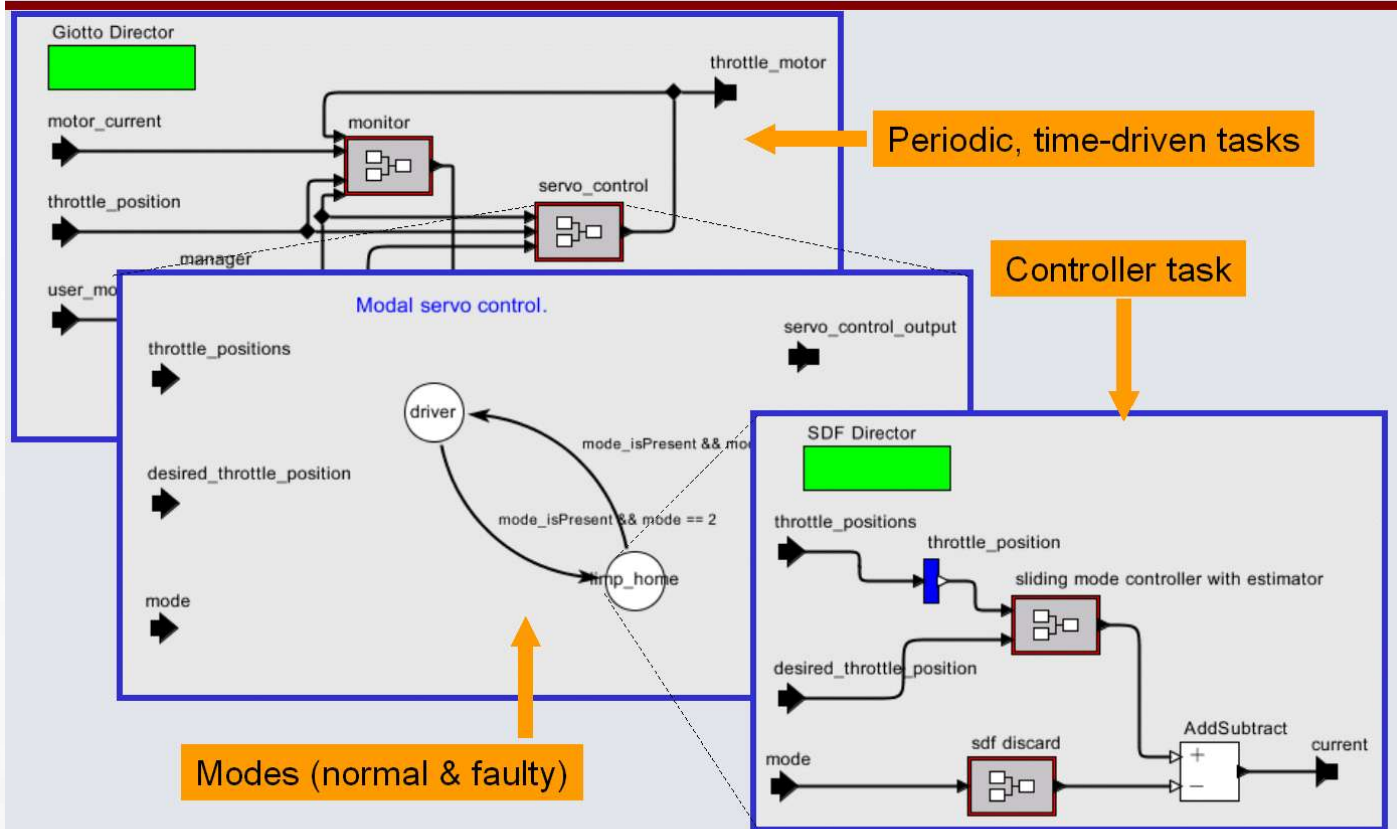 Giotto Director
throttle_motor
motor_current
monitor
Periodic, time-driven tasks
throttle_position
servo_control
manager
Controller task
Modal servo control.
servo_control_output
throttle_positions
driver
SDF Director
mode_isPresent &&
desired_throttle_position
mode_isPresent && mode == 2
throttle_positions
throttle_position
limp_home
sliding mode controller with estimator
mode
desired_throttle_position
AddSubtract
sdf discard
current
mode
+
−
Modes (normal & faulty)